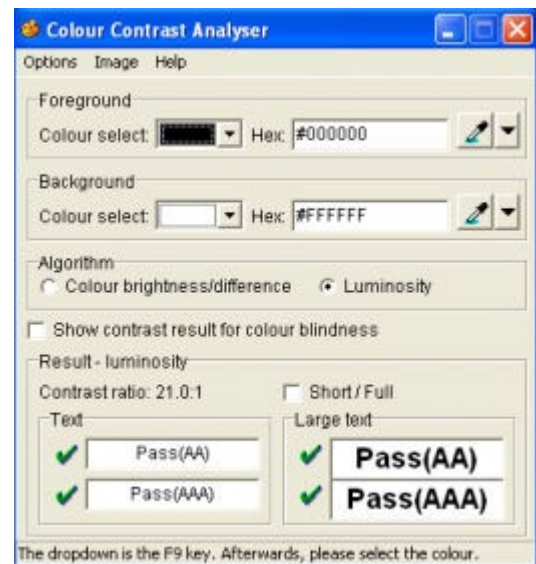 Colour Contrast Analyser
Options Image Help
Foreground
Colour select: Hex: #000000
Background
Colour select: Hex: #FFFFFF
Algorithm
Colour brightness/difference Luminosity
Show contrast result for colour blindness
Result - luminosity
Contrast ratio: 21.0:1 Short / Full
Text Large text
Pass(AA) Pass(AA)
Pass(AAA) Pass(AAA)
The dropdown is the F9 key. Afterwards, please select the colour.